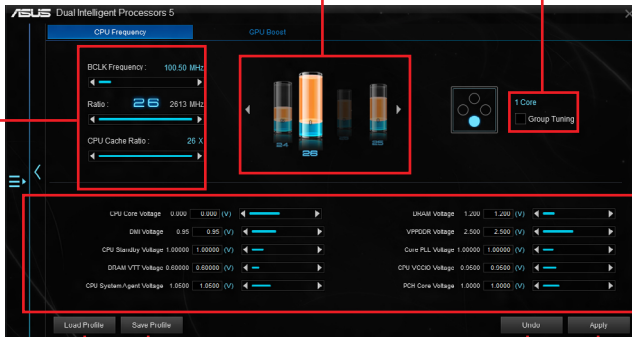 ASUS Dual Intelligent Processors 5
CPU Frequency GPU Boost
BCLK Frequency : 100.50 MHz
Ratio : 26 2613 MHz
CPU Cache Ratio : 26 X
24 26 25
1 Core
Group Tuning
CPU Core Voltage 0.000 0.000 (V)
DMI Voltage 0.95 0.95 (V)
CPU Standby Voltage 1.00000 1.00000 (V)
DRAM VTT Voltage 0.60000 0.60000 (V)
CPU System Agent Voltage 1.0500 1.0500 (V)
DRAM Voltage 1.200 1.200 (V)
VPPDDR Voltage 2.500 2.500 (V)
Core PLL Voltage 1.00000 1.00000 (V)
CPU VCCIO Voltage 0.9500 0.9500 (V)
PCH Core Voltage 1.0000 1.0000 (V)
Load Profile Save Profile Undo Apply